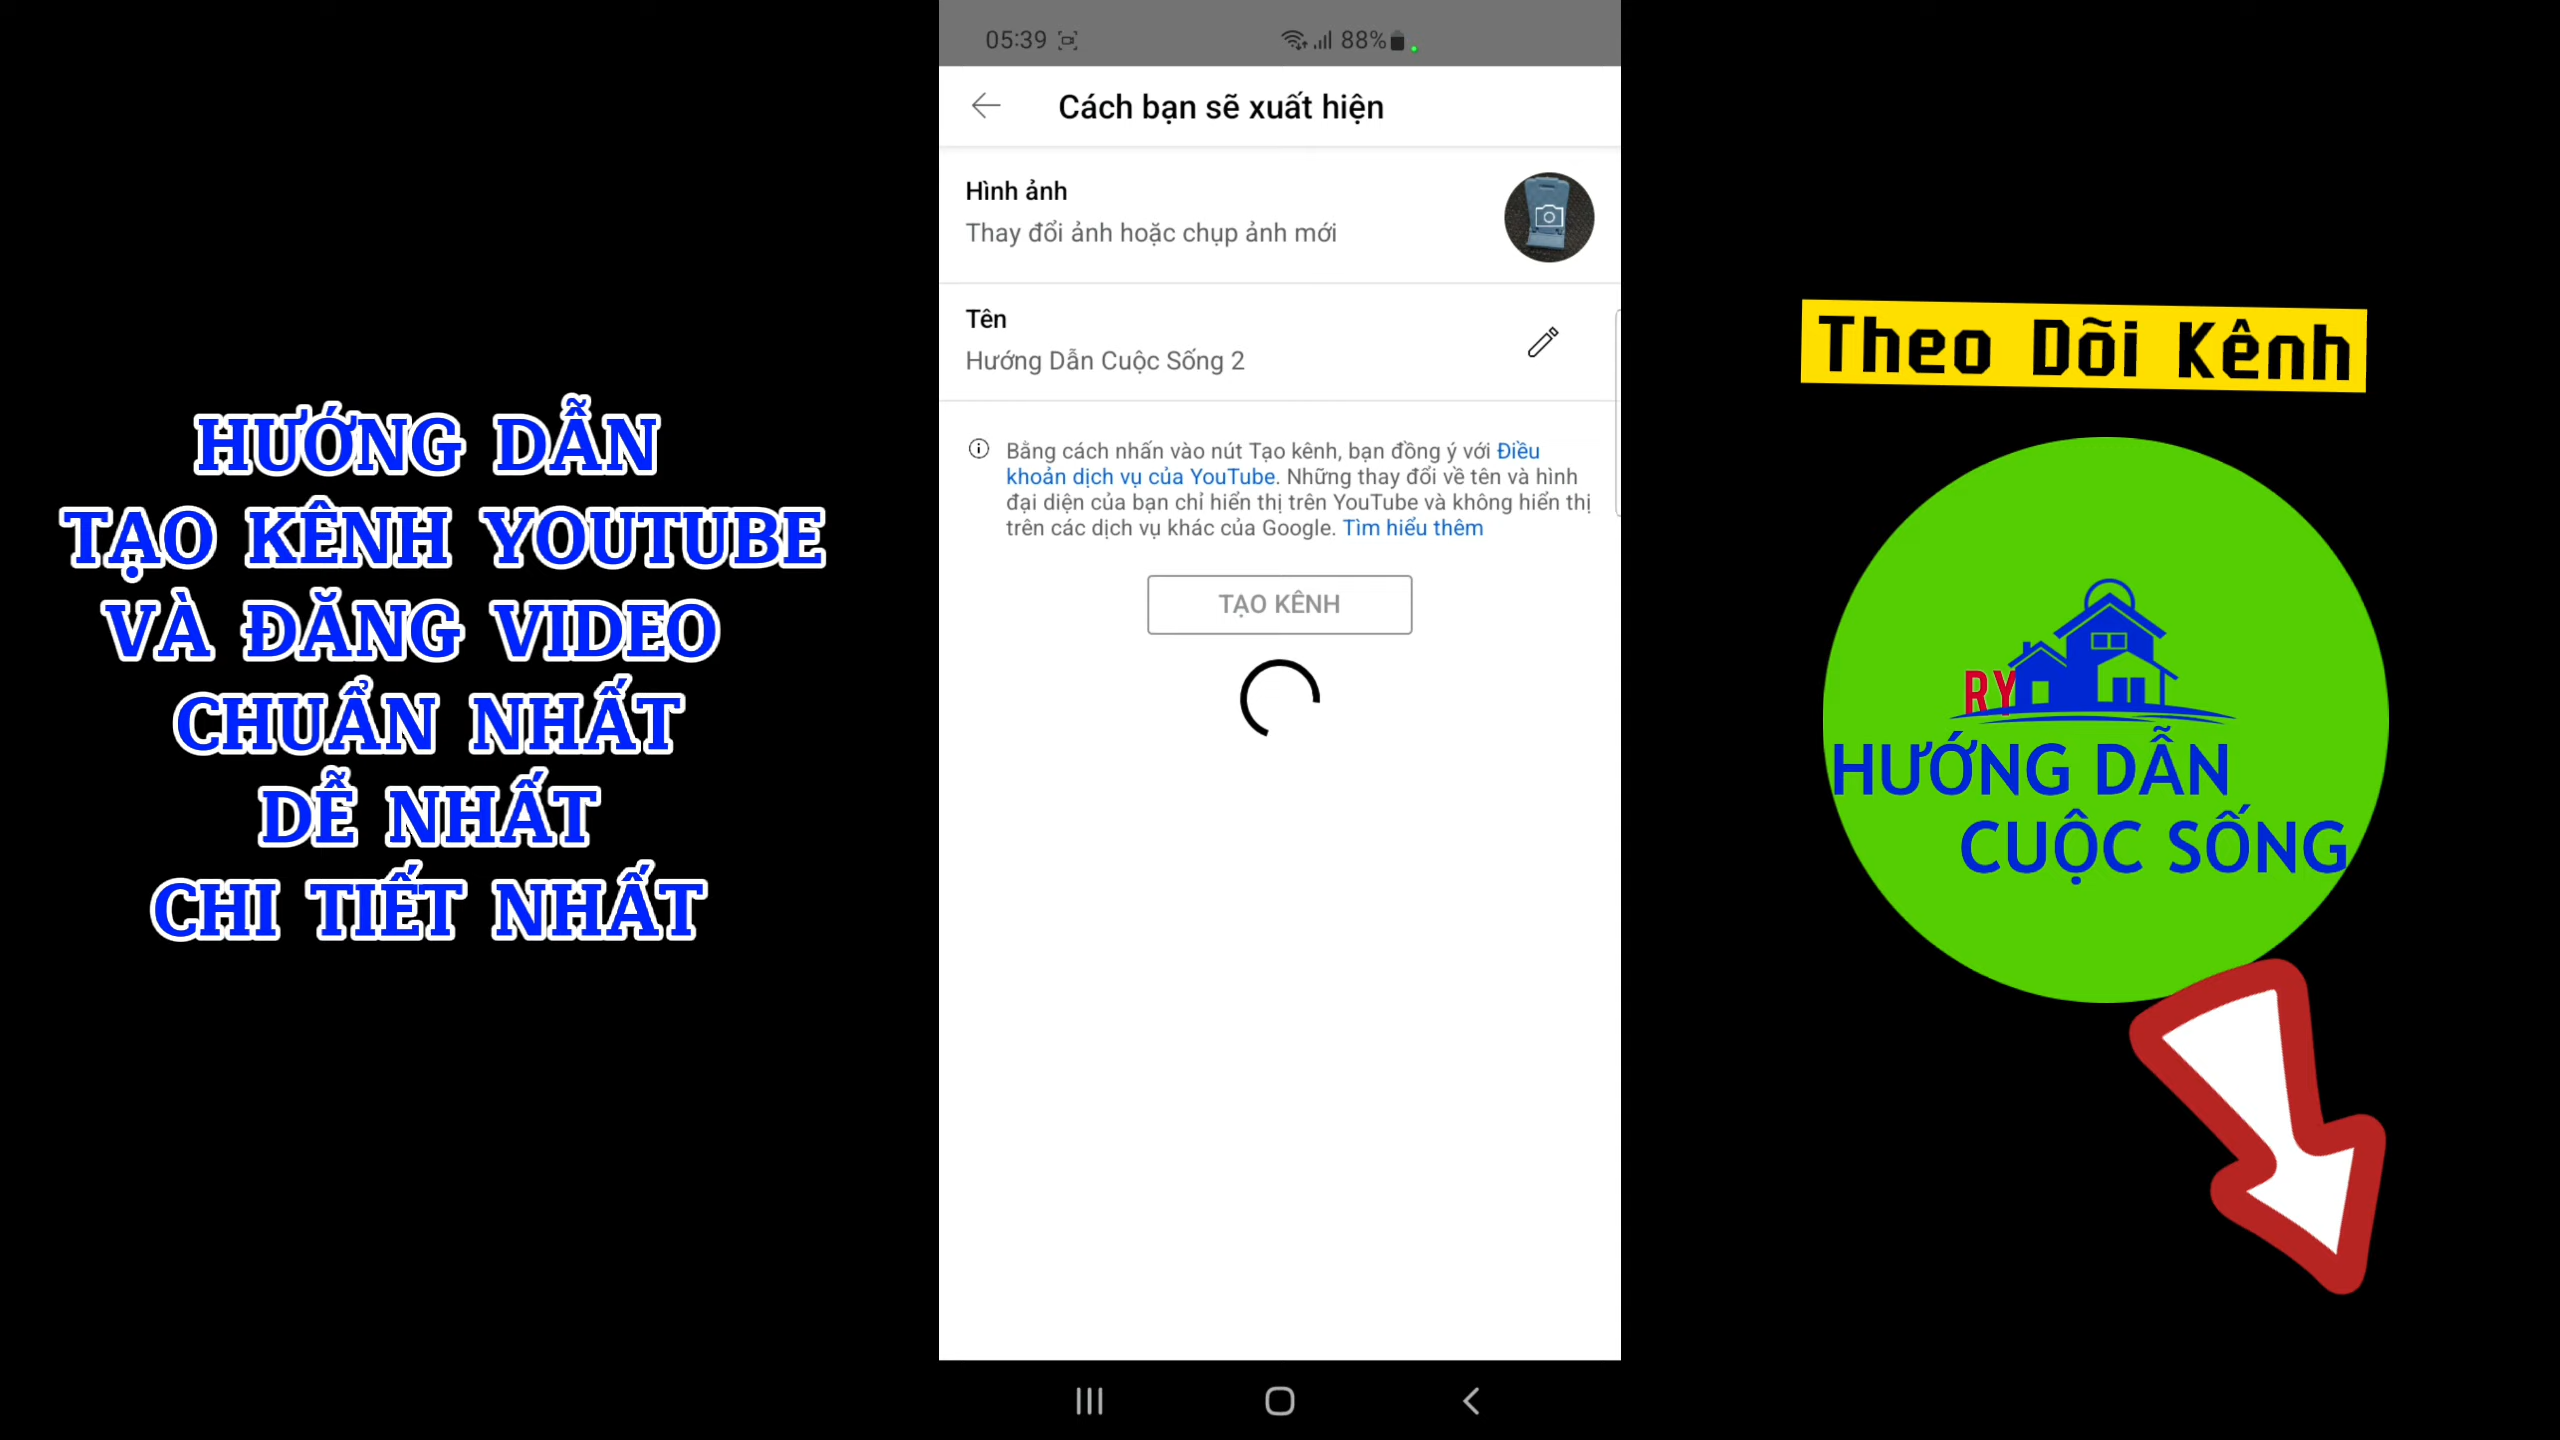 HƯỚNG DẪN
TẠO KÊNH YOUTUBE
VÀ ĐĂNG VIDEO
CHUẨN NHẤT
DỄ NHẤT
CHI TIẾT NHẤT
05:39
88%
Cách bạn sẽ xuất hiện
Hình ảnh
Thay đổi ảnh hoặc chụp ảnh mới
Tên
Hướng Dẫn Cuộc Sống 2
Bằng cách nhấn vào nút Tạo kênh, bạn đồng ý với Điều
khoản dịch vụ của YouTube. Những thay đổi về tên và hình
đại diện của bạn chỉ hiển thị trên YouTube và không hiển thị
trên các dịch vụ khác của Google. Tìm hiểu thêm
TẠO KÊNH
Theo Dõi Kênh
RY
HƯỚNG DẪN
CUỘC SỐNG